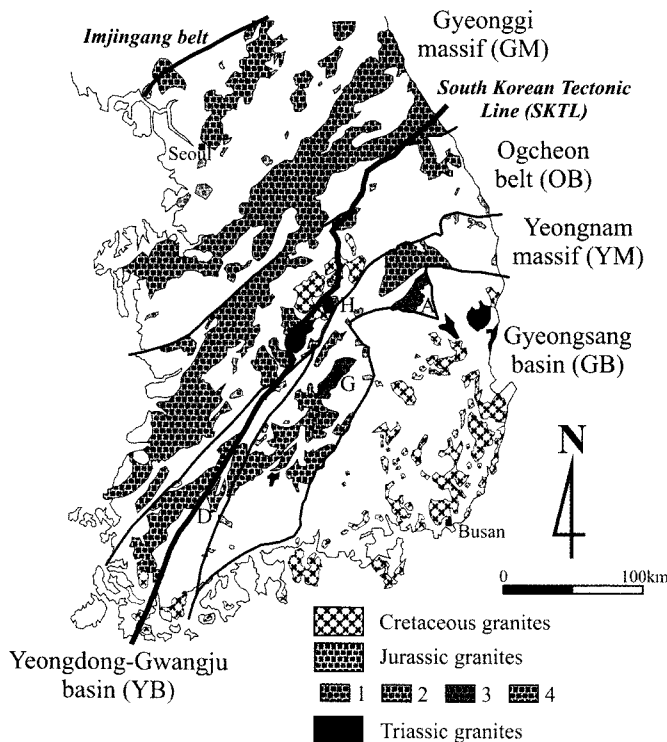 Imjingang belt
Gyeonggi
massif (GM)
South Korean Tectonic
Line (SKTL)
Seoul
Ogcheon
belt (OB)
Yeongnam
massif (YM)
H
A
Gyeongsang
basin (GB)
G
N
D
Busan
0 100km
Yeongdong-Gwangju
basin (YB)
Cretaceous granites
Jurassic granites
1 2 3 4
Triassic granites